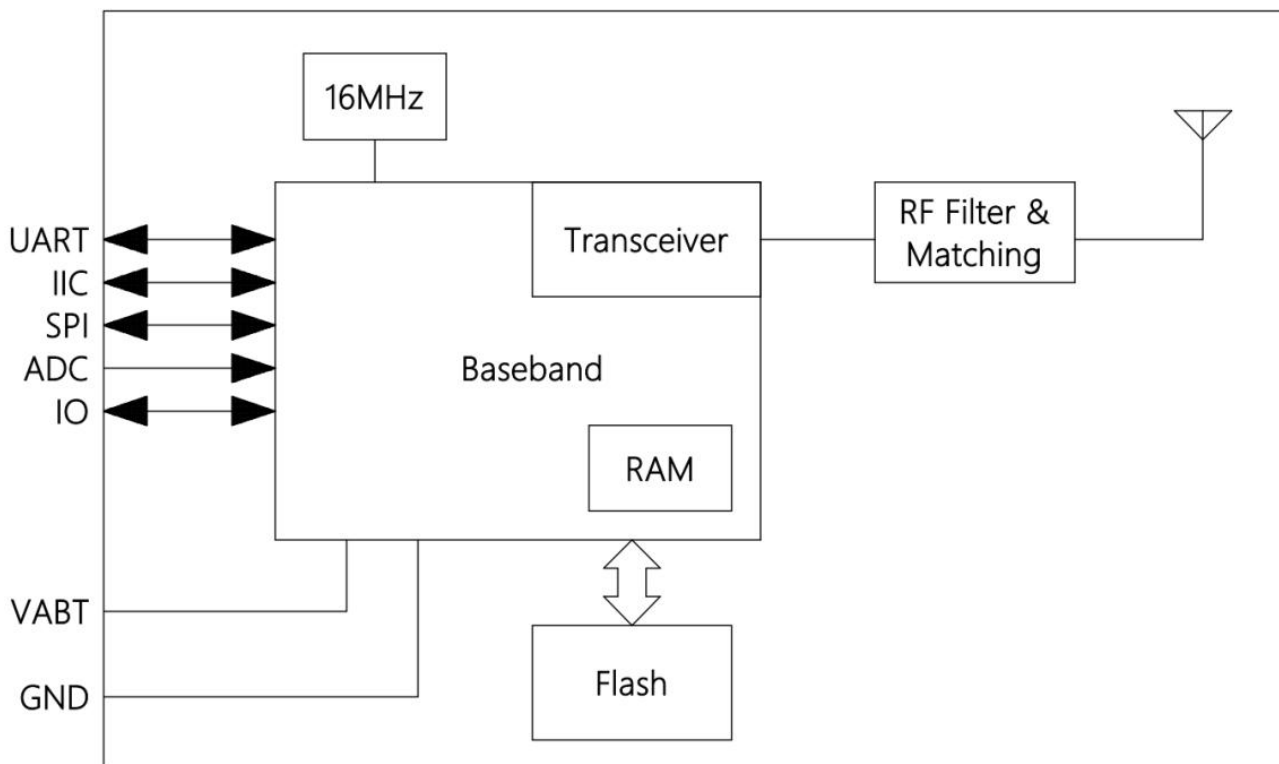 16MHz
Transceiver
RF Filter &
Matching
UART
IIC
SPI
ADC
IO
Baseband
RAM
VABT
GND
Flash